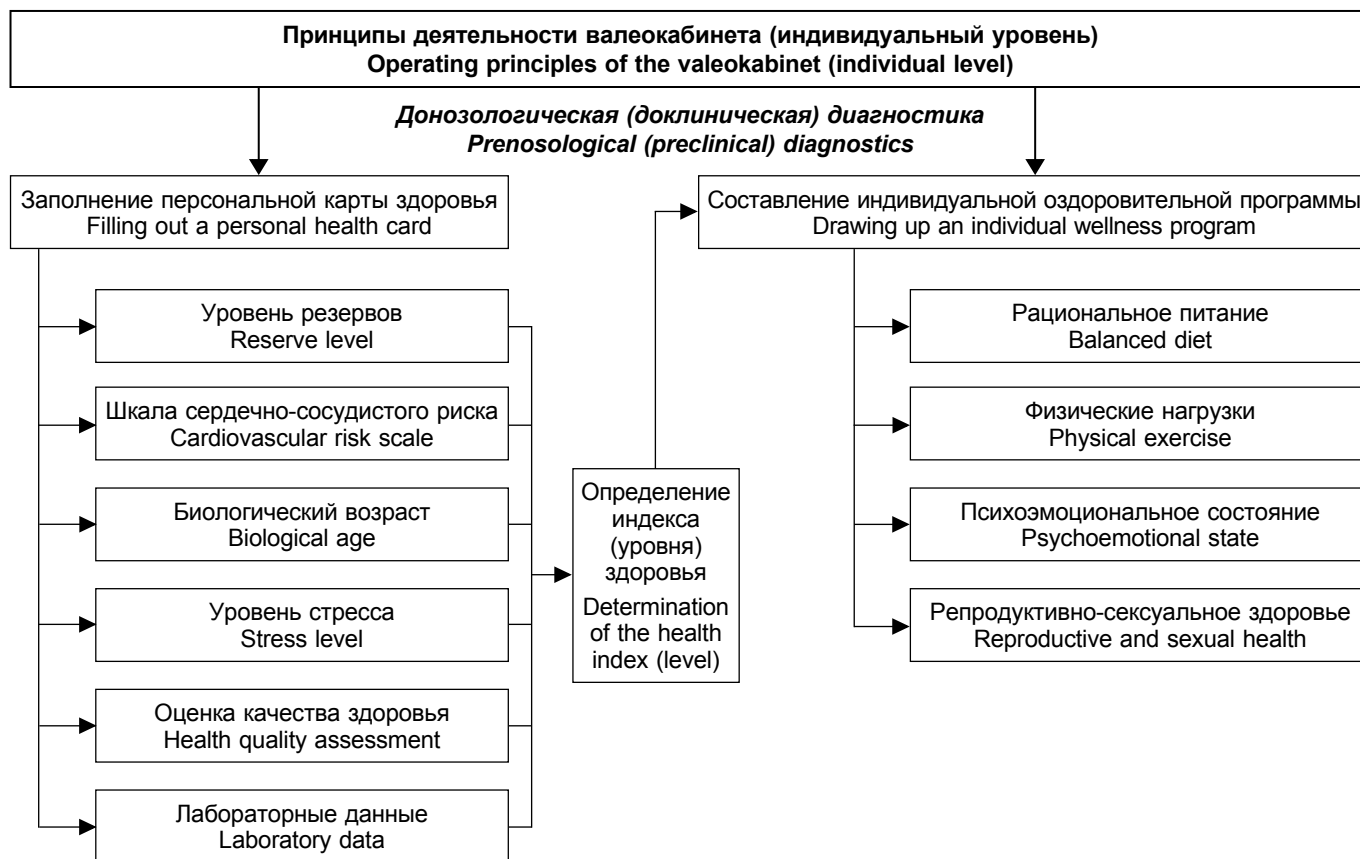 Принципы деятельности валеокабинета (индивидуальный уровень)
Operating principles of the valeokabinet (individual level)
Донозологическая (доклиническая) диагностика
Prenosological (preclinical) diagnostics
Заполнение персональной карты здоровья
Filling out a personal health card
Уровень резервов
Reserve level
Шкала сердечно-сосудистого риска
Cardiovascular risk scale
Биологический возраст
Biological age
Уровень стресса
Stress level
Оценка качества здоровья
Health quality assessment
Лабораторные данные
Laboratory data
Определение
индекса
(уровня)
здоровья
Determination
of the health
index (level)
Составление индивидуальной оздоровительной программы
Drawing up an individual wellness program
Рациональное питание
Balanced diet
Физические нагрузки
Physical exercise
Психоэмоциональное состояние
Psychoemotional state
Репродуктивно-сексуальное здоровье
Reproductive and sexual health